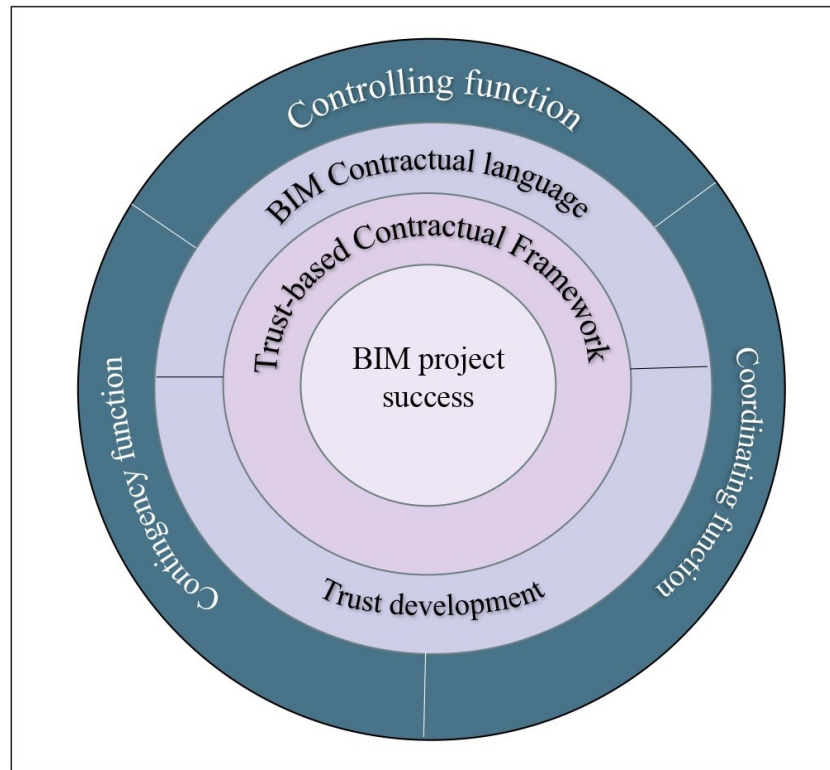 Controlling function
BIM Contractual language
Trust-based Contractual Framework
BIM project
success
Contingency function
Coordinating function
Trust development